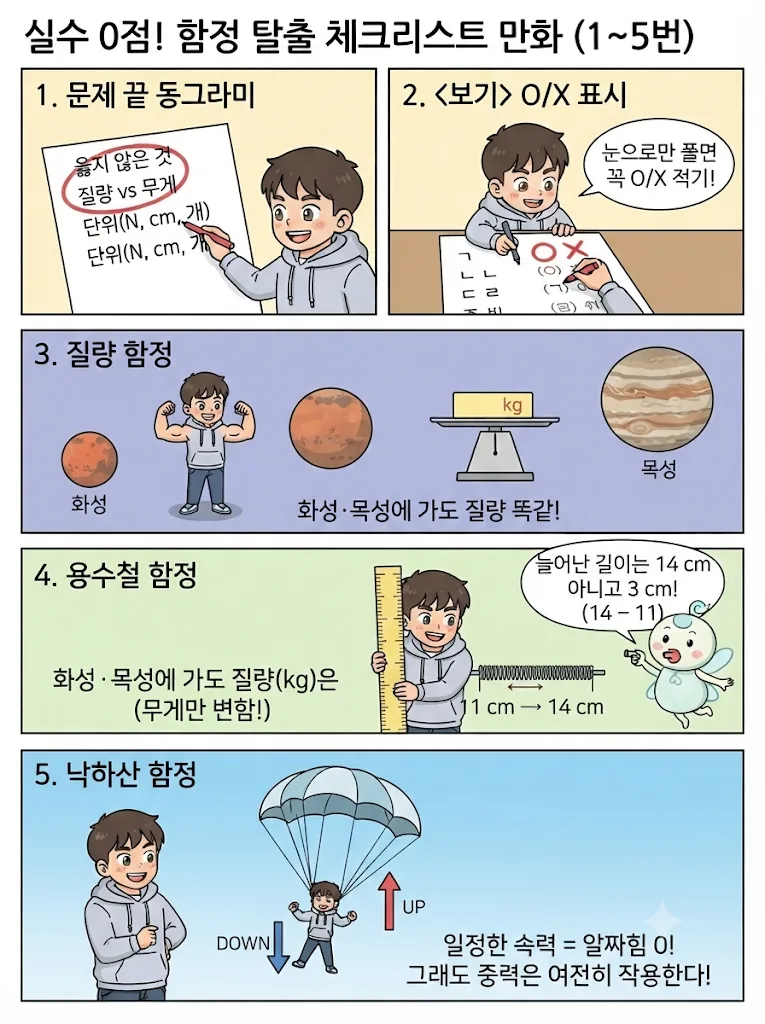 실수 0점! 함정 탈출 체크리스트 만화 (1~5번)
1. 문제 끝 동그라미
옳지 않은 것
질량 vs 무게
단위(N, cm, 개)
단위(N, cm, 개
2. <보기> O/X 표시
눈으로만 풀면
꼭 O/X 적기!
ㄱ
ㄴ ㄴ
ㄷ ㄹ
O X
(ㄱ)
3. 질량 함정
화성
kg
목성
화성·목성에 가도 질량 똑같!
4. 용수철 함정
늘어난 길이는 14 cm
아니고 3 cm!
(14 – 11)
화성·목성에 가도 질량(kg)은
(무게만 변함!)
11 cm → 14 cm
5. 낙하산 함정
UP
DOWN
일정한 속력 = 알짜힘 0!
그래도 중력은 여전히 작용한다!